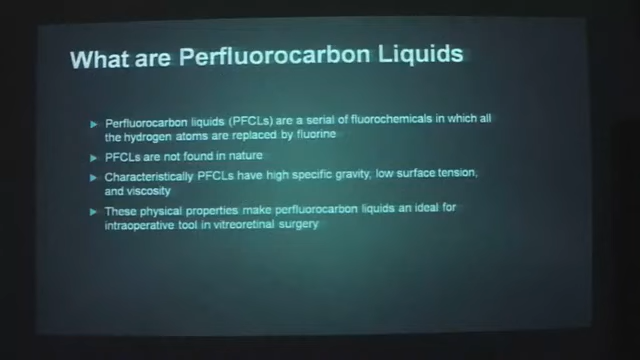 What are Perfluorocarbon Liquids
Perfluorocarbon liquids (PFCLs) are a serial of fluorochemicals in which all
the hydrogen atoms are replaced by fluorine
PFCLs are not found in nature
Characteristically PFCLs have high specific gravity, low surface tension,
and viscosity
These physical properties make perfluorocarbon liquids an ideal for
intraoperative tool in vitreoretinal surgery